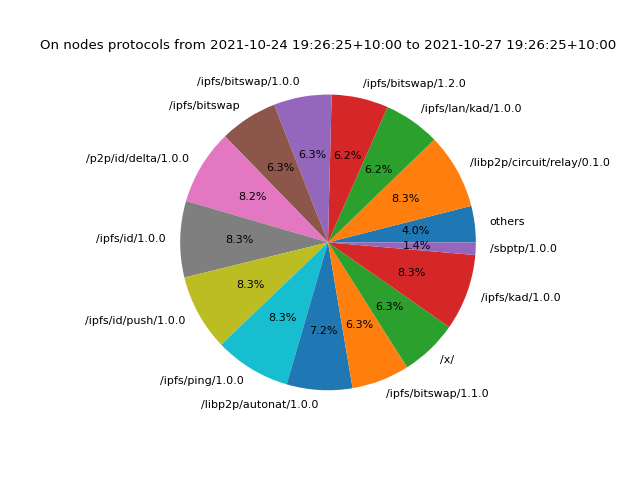 On nodes protocols from 2021-10-24 19:26:25+10:00 to 2021-10-27 19:26:25+10:00
others
4.0%
/libp2p/circuit/relay/0.1.0
8.3%
/ipfs/lan/kad/1.0.0
6.2%
/ipfs/bitswap/1.2.0
6.2%
/ipfs/bitswap/1.0.0
6.3%
/ipfs/bitswap
6.3%
/p2p/id/delta/1.0.0
8.2%
/ipfs/id/1.0.0
8.3%
/ipfs/id/push/1.0.0
8.3%
/ipfs/ping/1.0.0
8.3%
/libp2p/autonat/1.0.0
7.2%
/ipfs/bitswap/1.1.0
6.3%
/x/
6.3%
/ipfs/kad/1.0.0
8.3%
/sbptp/1.0.0
1.4%